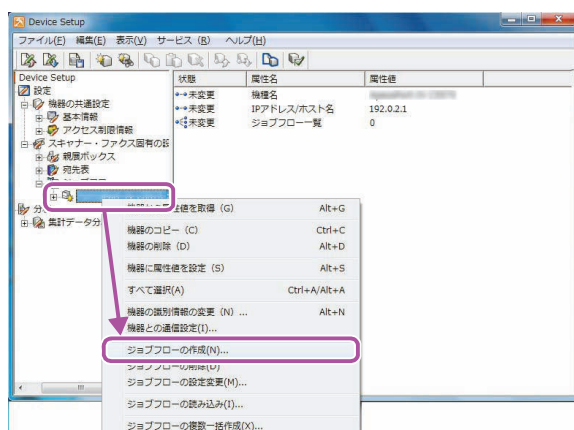 Device Setup
ファイル(F) 編集(E) 表示(V) サービス (R) ヘルプ(H)
Device Setup
状態 属性名 属性値
設定
機器の共通設定
基本情報
アクセス制限情報
スキャナー・ファクス固有の設
親展ボックス
宛先表
未変更 機種名
未変更 IPアドレス/ホスト名 192.0.2.1
未変更 ジョブフロー一覧 0
集計データ分
(G) Alt+G
機器のコピー (C) Ctrl+C
機器の削除 (D) Alt+D
機器に属性値を設定 (S) Alt+S
すべて選択(A) Ctrl+A/Alt+A
機器の識別情報の変更 (N) ... Alt+N
機器との通信設定(I)...
ジョブフローの作成(N)...
ジョブフローの削除(D)
ジョブフローの設定変更(M)...
ジョブフローの読み込み(I)...
ジョブフローの複数一括作成(X)...